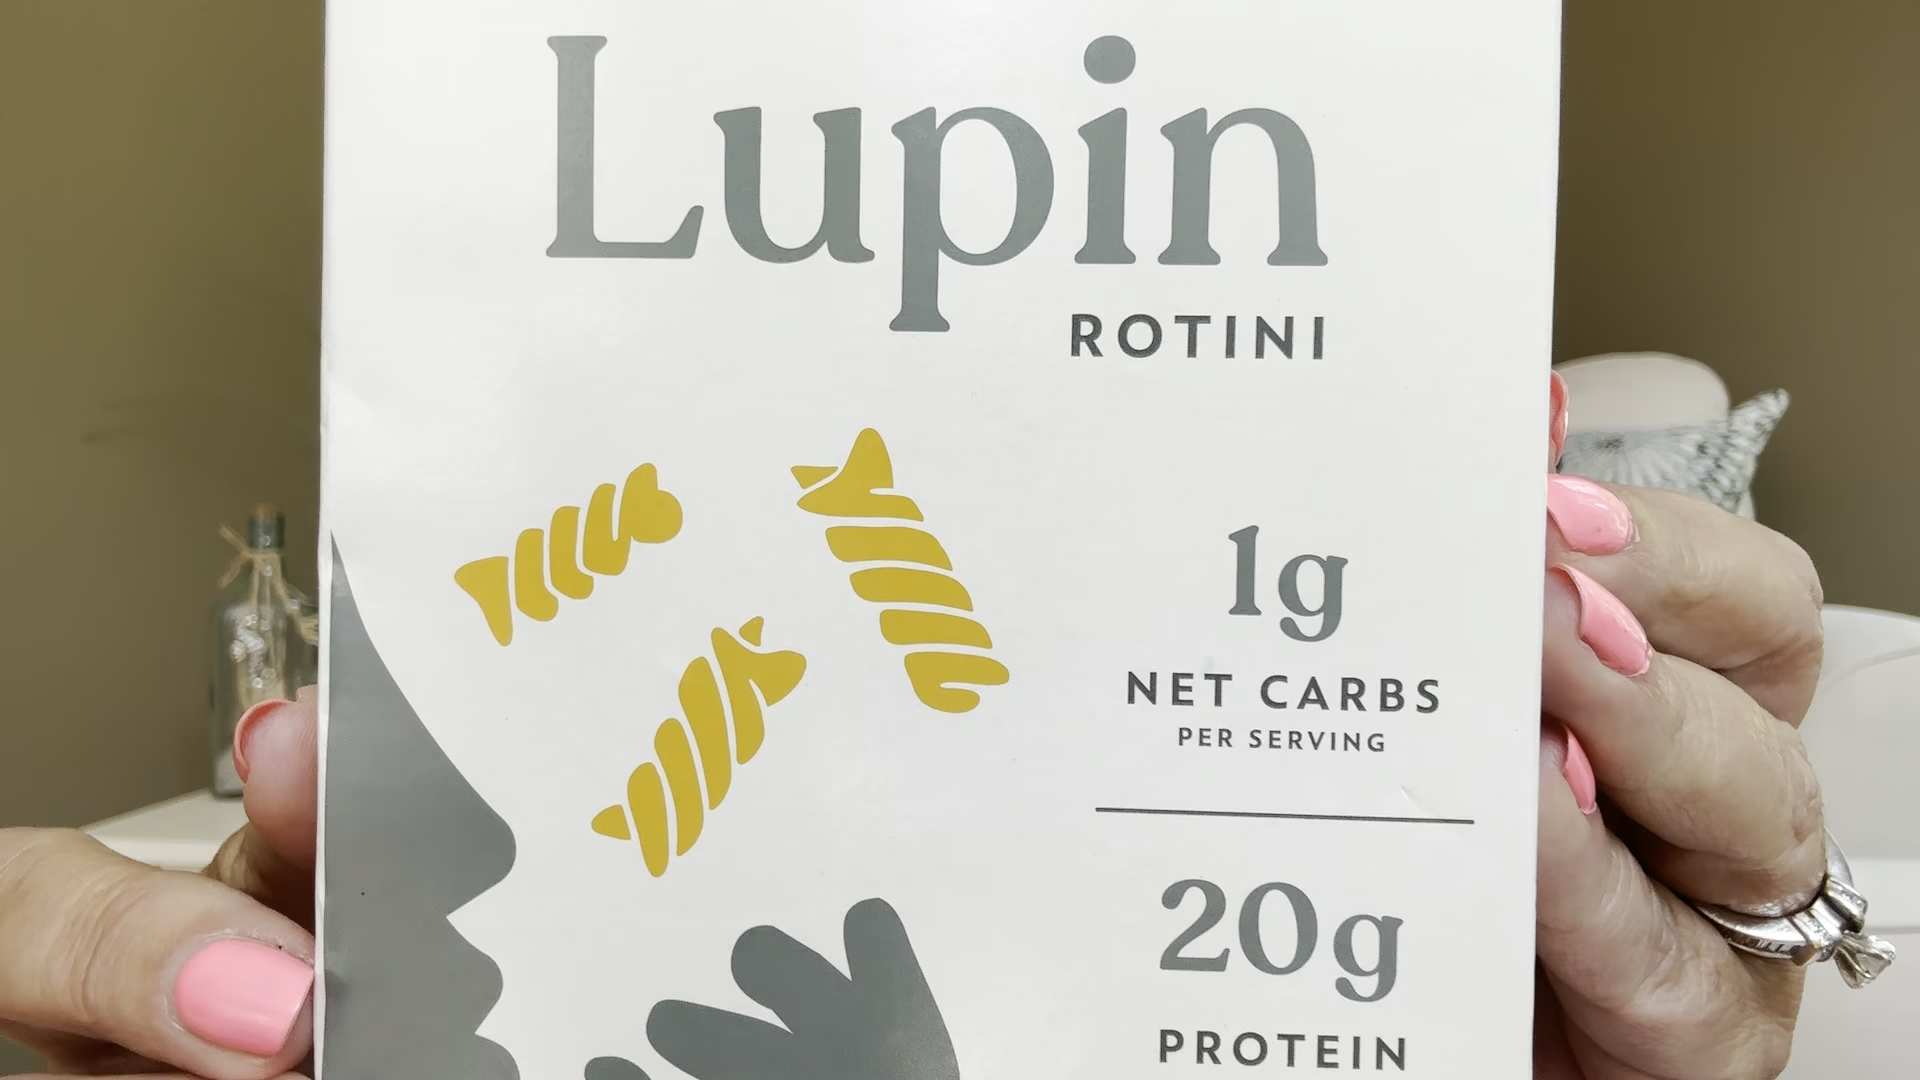 Lupin
ROTINI
1g
NET CARBS
PER SERVING
20g
PROTEIN